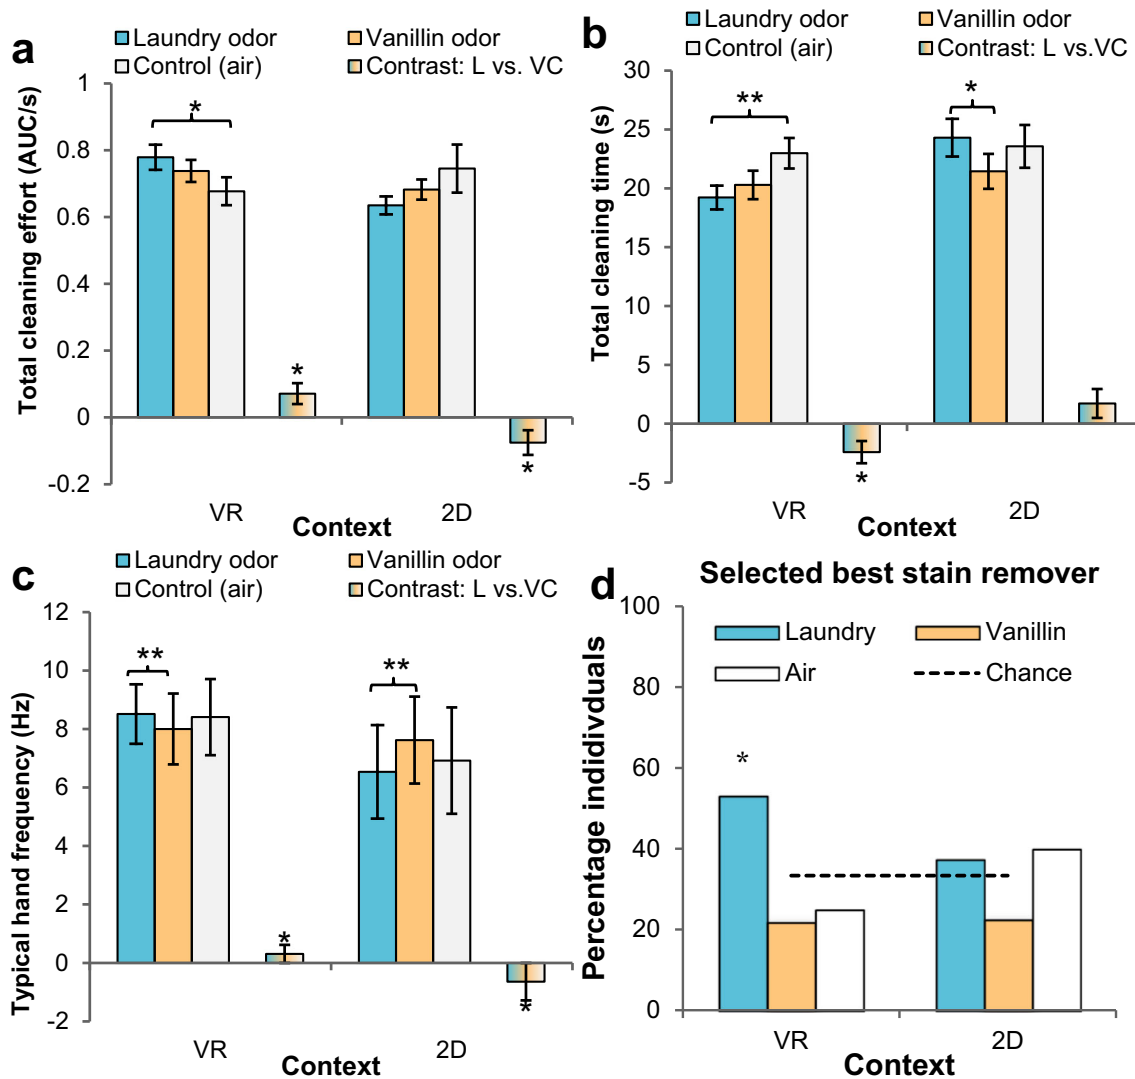 a
Laundry odor
Vanillin odor
Control (air)
Contrast: L vs. VC
Total cleaning effort (AUC/s)
1
0.8
0.6
0.4
0.2
0
-0.2
*
*
*
VR
2D
Context
b
Laundry odor
Vanillin odor
Control (air)
Contrast: L vs.VC
Total cleaning time (s)
30
25
20
15
10
5
0
-5
**
*
*
VR
2D
Context
c
Laundry odor
Vanillin odor
Control (air)
Contrast: L vs.VC
Typical hand frequency (Hz)
12
10
8
6
4
2
0
-2
**
**
*
*
VR
2D
Context
d
Selected best stain remover
Percentage indidivduals
100
80
60
40
20
0
Laundry
Vanillin
Air
Chance
*
VR
2D
Context